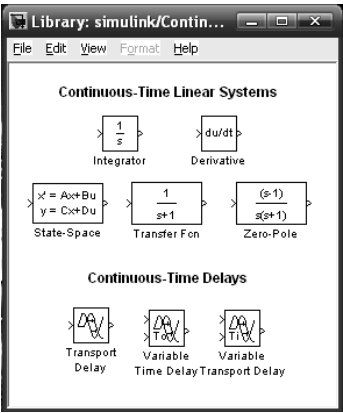 Library: simulink/Contin...
File Edit View Format Help
Continuous-Time Linear Systems
1
s
du/dt
Integrator Derivative
x' = Ax+Bu
y = Cx+Du
1
s+1
(s-1)
s(s+1)
State-Space Transfer Fcn Zero-Pole
Continuous-Time Delays
To
Ti
Transport
Delay
Variable
Time Delay
Variable
Transport Delay